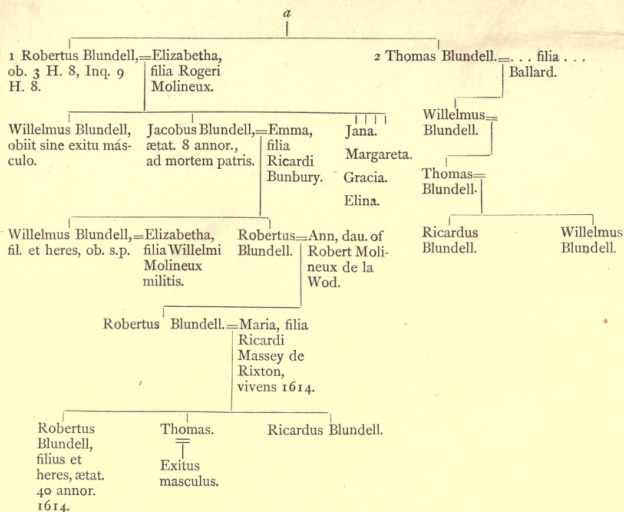 a
1 Robertus Blundell,=Elizabetha,
ob. 3 H. 8, Inq. 9
H. 8.
filia Rogeri
Molineux.
2 Thomas Blundell.=. . . filia . . .
Ballard.
Willelmus Blundell,
obiit sine exitu mas-
culo.
Jacobus Blundell,=Emma,
ætat. 8 annor.,
ad mortem patris.
filia
Ricardi
Bunbury.
Jana.
Margareta.
Gracia.
Elina.
Willelmus=
Blundell.
Thomas=
Blundell.
Willelmus Blundell,=Elizabetha,
fil. et heres, ob. s.p.
filia Willelmi
Molineux
militis.
Robertus=Ann, dau. of
Blundell.
Robert Moli-
neux de la
Wod.
Ricardus
Blundell.
Willelmus
Blundell.
Robertus Blundell.=Maria, filia
Ricardi
Massey de
Rixton,
vivens 1614.
Robertus
Blundell,
filius et
heres, ætat.
40 annor.
1614.
Thomas.
=
Exitus
masculus.
Ricardus Blundell.